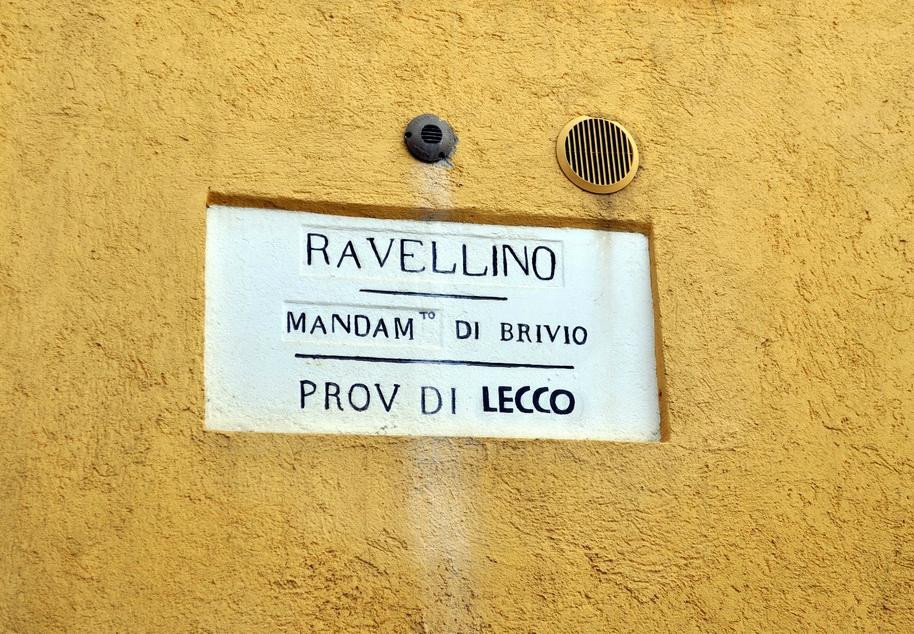 RAVELLINO
MANDAMTO DI BRIVIO
PROV DI LECCO